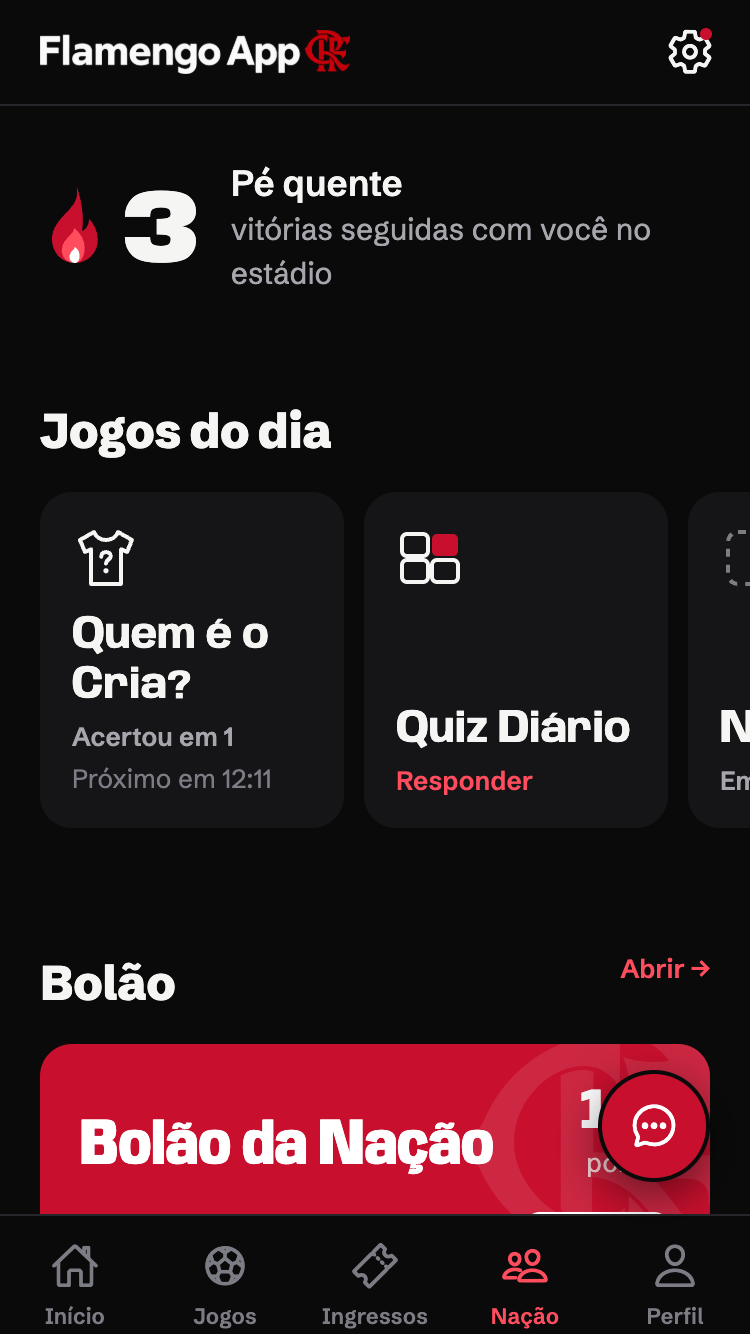 Flamengo App
3
Pé quente
vitórias seguidas com você no
estádio
Jogos do dia
?
Quem é o
Cria?
Acertou em 1
Próximo em 12:11
Quiz Diário
Responder
Bolão
Abrir →
Bolão da Nação
Início
Jogos
Ingressos
Nação
Perfil